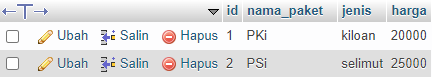 id nama_paket jenis harga
Ubah Salin Hapus 1 PKi kiloan 20000
Ubah Salin Hapus 2 PSi selimut 25000